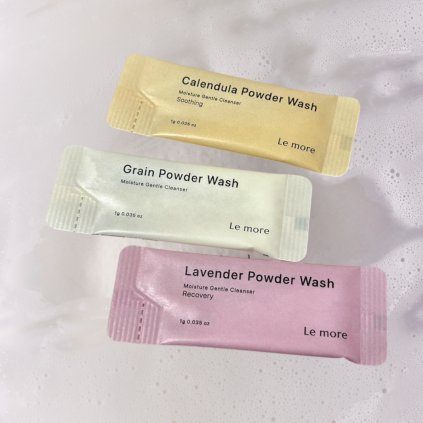 Calendula Powder Wash
Moisture Gentle Cleanser
Soothing
1g 0.035 oz
Le more
Grain Powder Wash
Moisture Gentle Cleanser
1g 0.035 oz
Le more
Lavender Powder Wash
Moisture Gentle Cleanser
Recovery
1g 0.035 oz
Le more